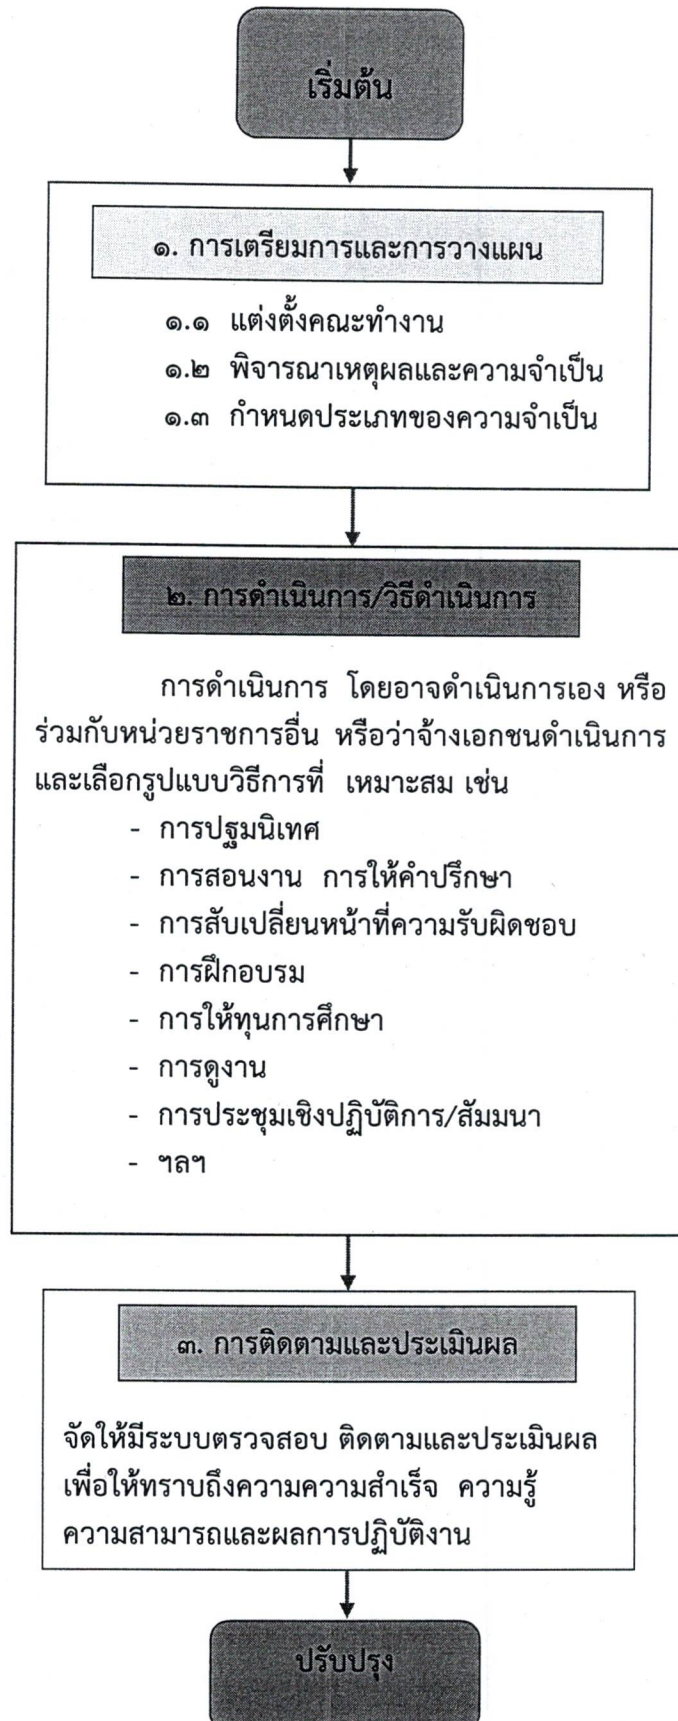 เริ่มต้น
๑. การเตรียมการและการวางแผน
๑.๑ แต่งตั้งคณะทำงาน
๑.๒ พิจารณาเหตุผลและความจำเป็น
๑.๓ กำหนดประเภทของความจำเป็น
๒. การดำเนินการ/วิธีดำเนินการ
การดำเนินการ โดยอาจดำเนินการเอง หรือ
ร่วมกับหน่วยราชการอื่น หรือว่าจ้างเอกชนดำเนินการ
และเลือกรูปแบบวิธีการที่ เหมาะสม เช่น
- การปฐมนิเทศ
- การสอนงาน การให้คำปรึกษา
- การสับเปลี่ยนหน้าที่ความรับผิดชอบ
- การฝึกอบรม
- การให้ทุนการศึกษา
- การดูงาน
- การประชุมเชิงปฏิบัติการ/สัมมนา
- ฯลฯ
๓. การติดตามและประเมินผล
จัดให้มีระบบตรวจสอบ ติดตามและประเมินผล
เพื่อให้ทราบถึงความความสำเร็จ ความรู้
ความสามารถและผลการปฏิบัติงาน
ปรับปรุง